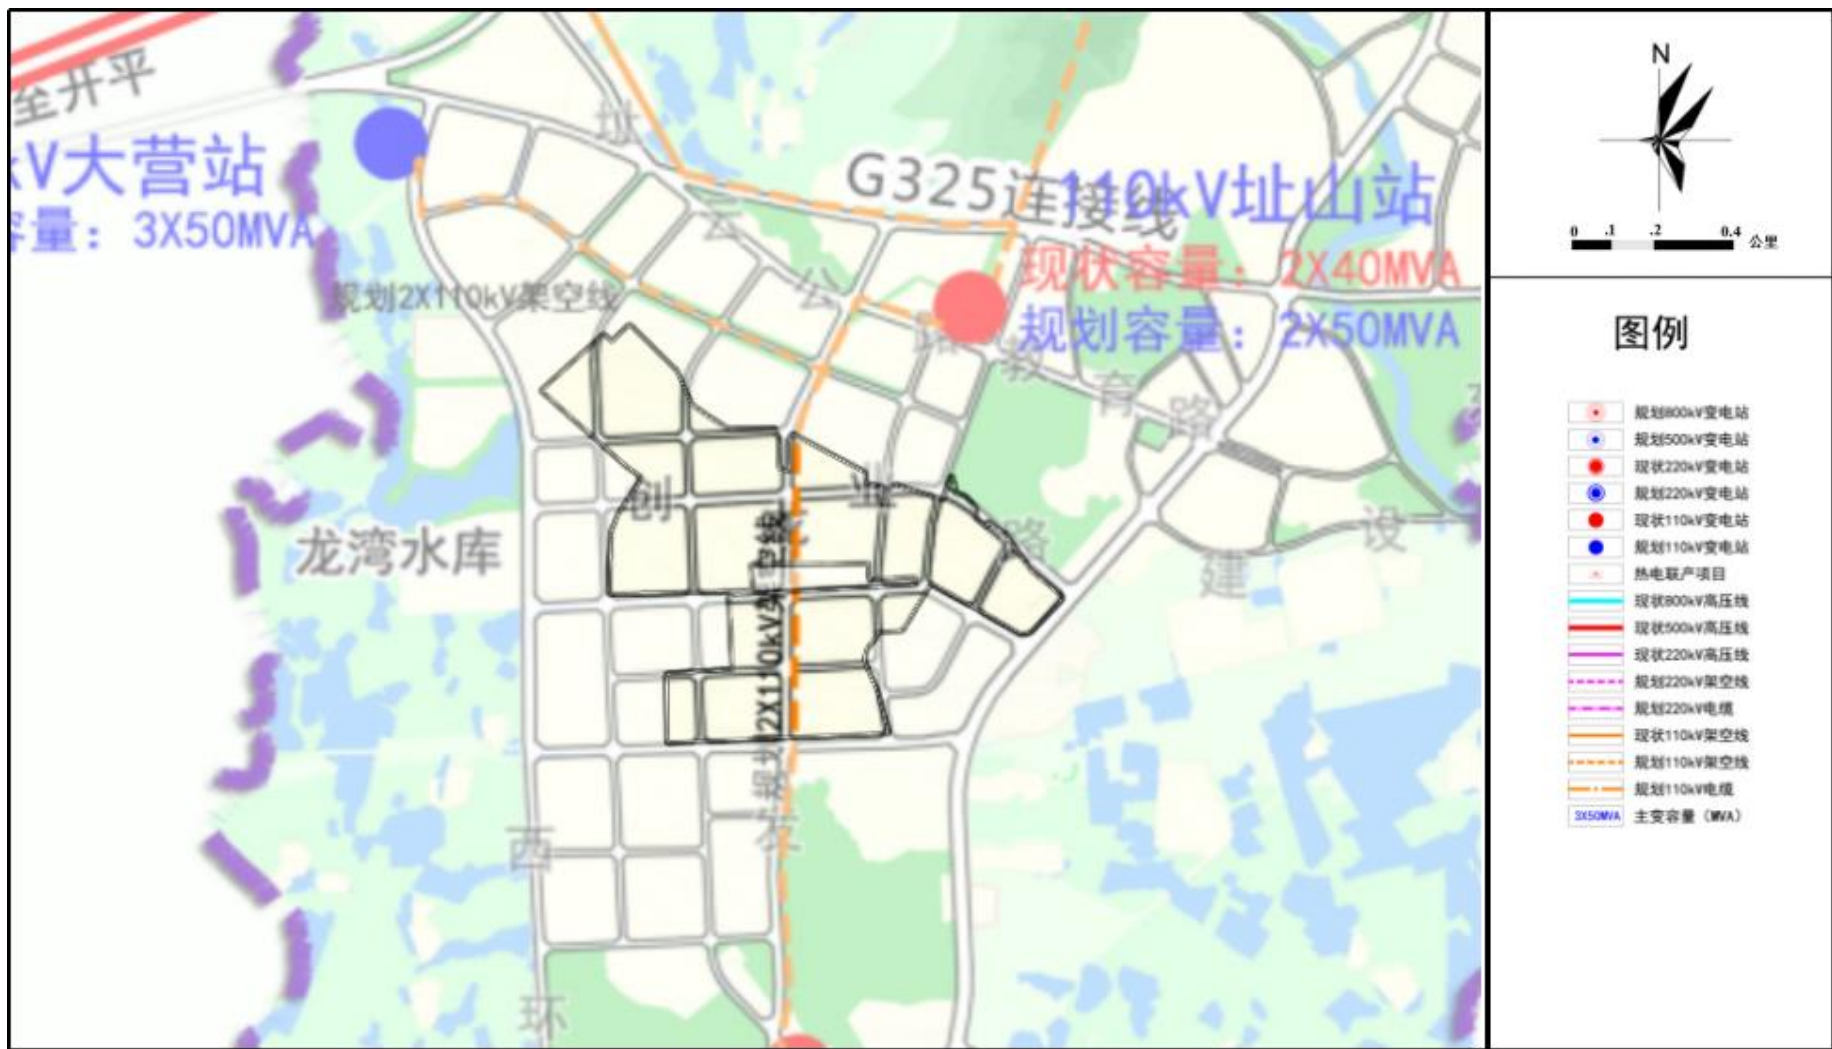 至开平
kV大营站
容量：3X50MVA
规划2X110kV架空线
址
云
公
路
G325连接线
110kV址山站
现状容量：2X40MVA
规划容量：2X50MVA
教
育
路
创
业
路
龙湾水库
规划2X110kV架空线
建
设
西
环
N
0 .1 .2 0.4 公里
图例
规划800kV变电站
规划500kV变电站
现状220kV变电站
规划220kV变电站
现状110kV变电站
规划110kV变电站
热电联产项目
现状800kV高压线
现状500kV高压线
现状220kV高压线
规划220kV架空线
规划220kV电缆
现状110kV架空线
规划110kV架空线
规划110kV电缆
3X50MVA 主变容量（MVA）